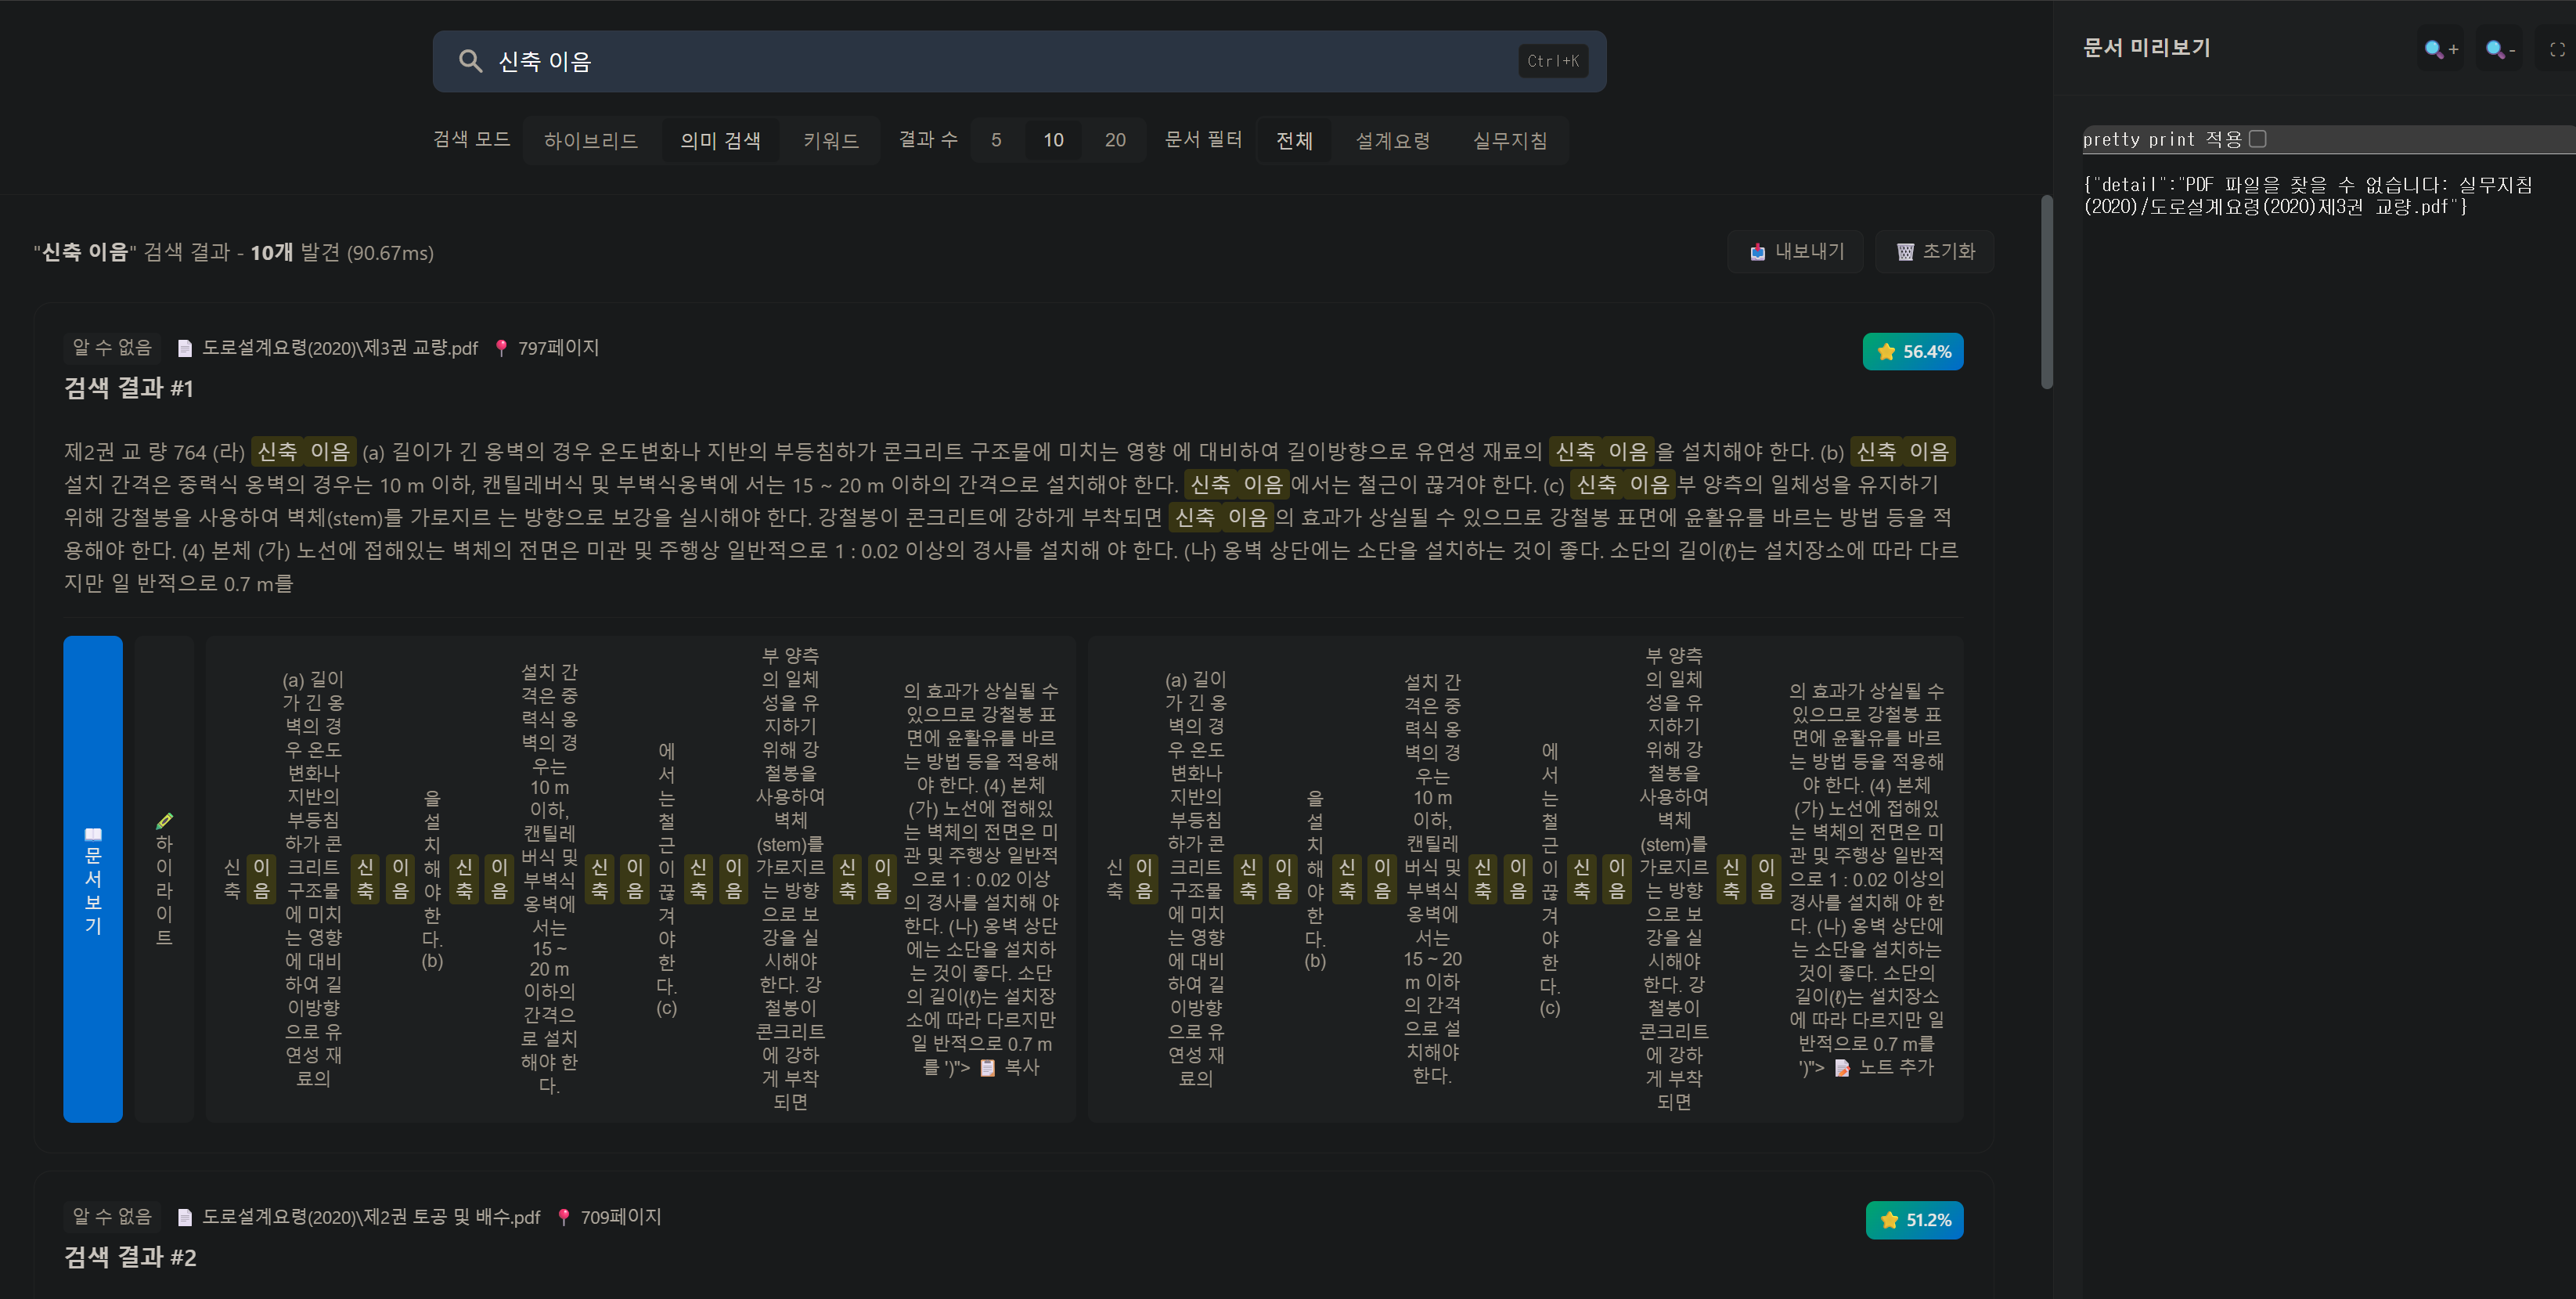 신축 이음
Ctrl+K
검색 모드 하이브리드 의미 검색 키워드 결과 수 5 10 20 문서 필터 전체 설계요령 실무지침
"신축 이음" 검색 결과 - 10개 발견 (90.67ms)
내보내기
초기화
알 수 없음 도로설계요령(2020)\제3권 교량.pdf 797페이지
56.4%
검색 결과 #1
제2권 교 량 764 (라) 신축 이음 (a) 길이가 긴 옹벽의 경우 온도변화나 지반의 부등침하가 콘크리트 구조물에 미치는 영향 에 대비하여 길이방향으로 유연성 재료의 신축 이음을 설치해야 한다. (b) 신축 이음
설치 간격은 중력식 옹벽의 경우는 10 m 이하, 캔틸레버식 및 부벽식옹벽에 서는 15 ~ 20 m 이하의 간격으로 설치해야 한다. 신축 이음에서는 철근이 끊겨야 한다. (c) 신축 이음부 양측의 일체성을 유지하기
위해 강철봉을 사용하여 벽체(stem)를 가로지르 는 방향으로 보강을 실시해야 한다. 강철봉이 콘크리트에 강하게 부착되면 신축 이음의 효과가 상실될 수 있으므로 강철봉 표면에 윤활유를 바르는 방법 등을 적
용해야 한다. (4) 본체 (가) 노선에 접해있는 벽체의 전면은 미관 및 주행상 일반적으로 1 : 0.02 이상의 경사를 설치해 야 한다. (나) 옹벽 상단에는 소단을 설치하는 것이 좋다. 소단의 길이(ℓ)는 설치장소에 따라 다르
지만 일 반적으로 0.7 m를
문
서
보
기
하
이
라
이
트
신
축
이
음
(a) 길이
가 긴 옹
벽의 경
우 온도
변화나
지반의
부등침
하가 콘
크리트
구조물
에 미치
는 영향
에 대비
하여 길
이방향
으로 유
연성 재
료의
신
축
이
음
을
설
치
해
야
한
다.
(b)
신
축
이
음
설치 간
격은 중
력식 옹
벽의 경
우는
10 m
이하,
캔틸레
버식 및
부벽식
옹벽에
서는
15 ~
20 m
이하의
간격으
로 설치
해야 한
다.
신
축
이
음
에
서
는
철
근
이
끊
겨
야
한
다.
(c)
신
축
이
음
부 양측
의 일체
성을 유
지하기
위해 강
철봉을
사용하여
벽체
(stem)를
가로지르
는 방향
으로 보
강을 실
시해야
한다. 강
철봉이
콘크리트
에 강하
게 부착
되면
신
축
이
음
의 효과가 상실될 수
있으므로 강철봉 표
면에 윤활유를 바르
는 방법 등을 적용해
야 한다. (4) 본체
(가) 노선에 접해있
는 벽체의 전면은 미
관 및 주행상 일반적
으로 1 : 0.02 이상
의 경사를 설치해 야
한다. (나) 옹벽 상단
에는 소단을 설치하
는 것이 좋다. 소단
의 길이(ℓ)는 설치장
소에 따라 다르지만
일 반적으로 0.7 m
를 ')"> 복사
신
축
이
음
(a) 길이
가 긴 옹
벽의 경
우 온도
변화나
지반의
부등침
하가 콘
크리트
구조물
에 미치
는 영향
에 대비
하여 길
이방향
으로 유
연성 재
료의
신
축
이
음
을
설
치
해
야
한
다.
(b)
신
축
이
음
설치 간
격은 중
력식 옹
벽의 경
우는
10 m
이하,
캔틸레
버식 및
부벽식
옹벽에
서는
15 ~ 20
m 이하
의 간격
으로 설
치해야
한다.
신
축
이
음
에
서
는
철
근
이
끊
겨
야
한
다.
(c)
신
축
이
음
부 양측
의 일체
성을 유
지하기
위해 강
철봉을
사용하여
벽체
(stem)를
가로지르
는 방향
으로 보
강을 실
시해야
한다. 강
철봉이
콘크리트
에 강하
게 부착
되면
신
축
이
음
의 효과가 상실될 수
있으므로 강철봉 표
면에 윤활유를 바르
는 방법 등을 적용해
야 한다. (4) 본체
(가) 노선에 접해있
는 벽체의 전면은 미
관 및 주행상 일반적
으로 1 : 0.02 이상의
경사를 설치해 야 한
다. (나) 옹벽 상단에
는 소단을 설치하는
것이 좋다. 소단의
길이(ℓ)는 설치장소
에 따라 다르지만 일
반적으로 0.7 m를
')"> 노트 추가
알 수 없음 도로설계요령(2020)\제2권 토공 및 배수.pdf 709페이지
51.2%
검색 결과 #2
문서 미리보기
+
-
pretty print 적용
{"detail":"PDF 파일을 찾을 수 없습니다: 실무지침
(2020)/도로설계요령(2020)제3권 교량.pdf"}